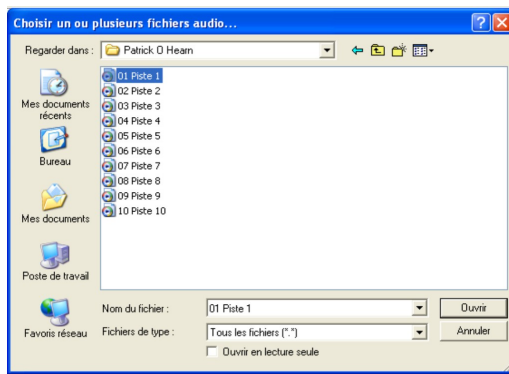 Choisir un ou plusieurs fichiers audio...
Regarder dans :
Patrick O Hearn
Mes documents
récents
Bureau
Mes documents
Poste de travail
Favoris réseau
01 Piste 1
02 Piste 2
03 Piste 3
04 Piste 4
05 Piste 5
06 Piste 6
07 Piste 7
08 Piste 8
09 Piste 9
10 Piste 10
Nom du fichier :
01 Piste 1
Ouvrir
Fichiers de type :
Tous les fichiers (*.*)
Annuler
Ouvrir en lecture seule